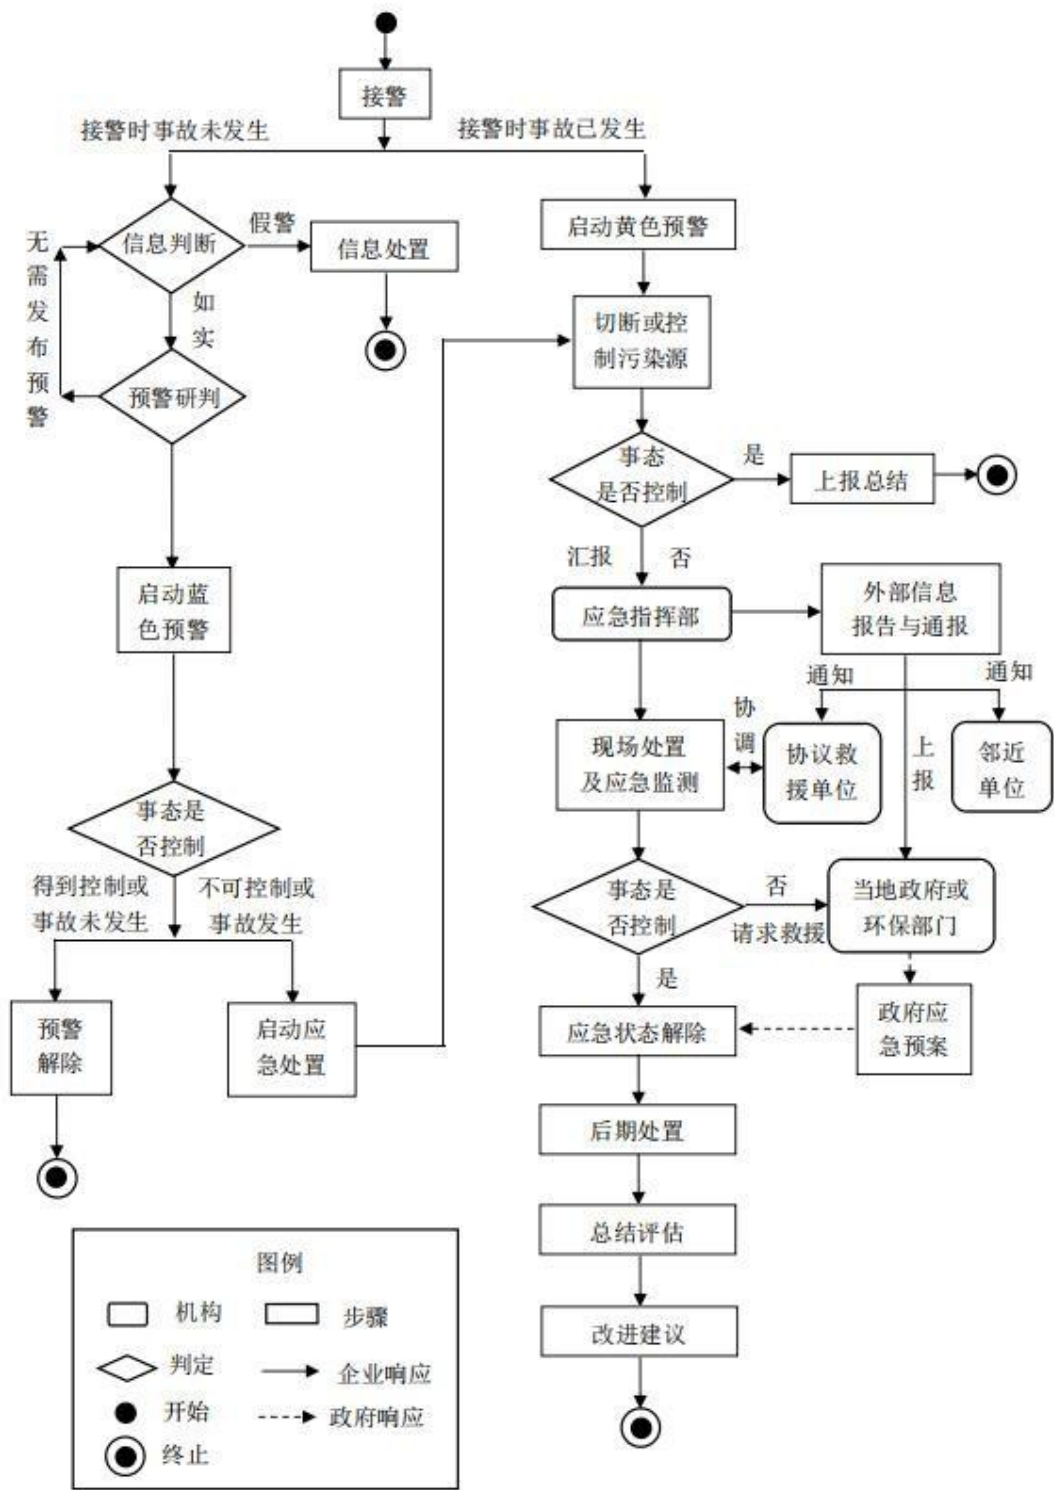 接警
接警时事故未发生
接警时事故已发生
信息判断
假警
信息处置
启动黄色预警
无需发布预警
如实
切断或控
制污染源
预警研判
事态
是否控制
是
上报总结
汇报
否
启动蓝
色预警
应急指挥部
外部信息
报告与通报
通知
通知
协调
现场处置
及应急监测
协议救
援单位
上报
邻近
单位
事态是
否控制
得到控制或
事故未发生
不可控制或
事故发生
事态是
否控制
否
请求救援
当地政府或
环保部门
是
预警
解除
启动应
急处置
应急状态解除
政府应
急预案
后期处置
总结评估
改进建议
图例
机构
步骤
判定
企业响应
开始
政府响应
终止